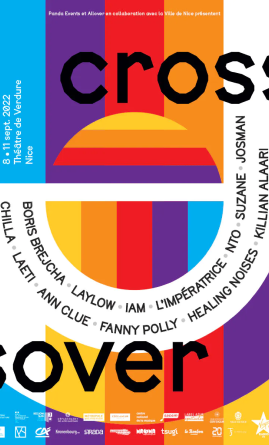 Panda Events et Allover en collaboration avec la Ville de Nice présentent
cross
8 • 11 sept. 2022
Théâtre de Verdure
Nice
BORIS BREJCHA • LAYLOW • IAM • L'IMPÉRATRICE • NTO • SUZANE • JOSMAN
CHILLA • LAETI • ANN CLUE • FANNY POLLY • HEALING NOISES • KILLIAN ALAARI
sover